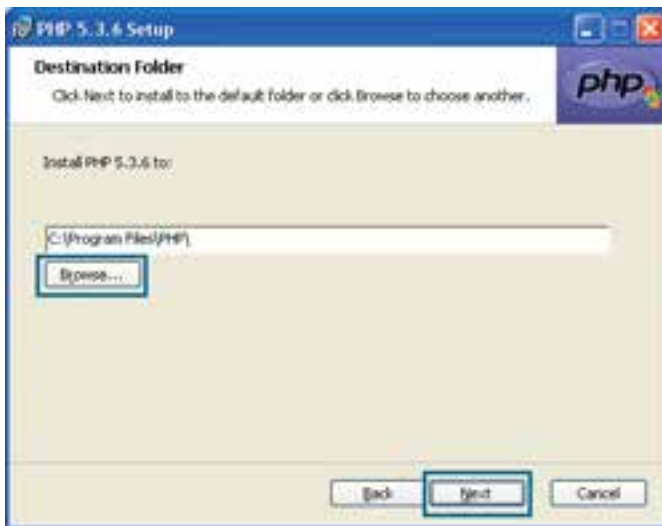 PHP 5.3.6 Setup
Destination Folder
Click Next to install to the default folder or click Browse to choose another.
php
Install PHP 5.3.6 to:
C:\Program Files\PHP\
Browse...
Back Next Cancel